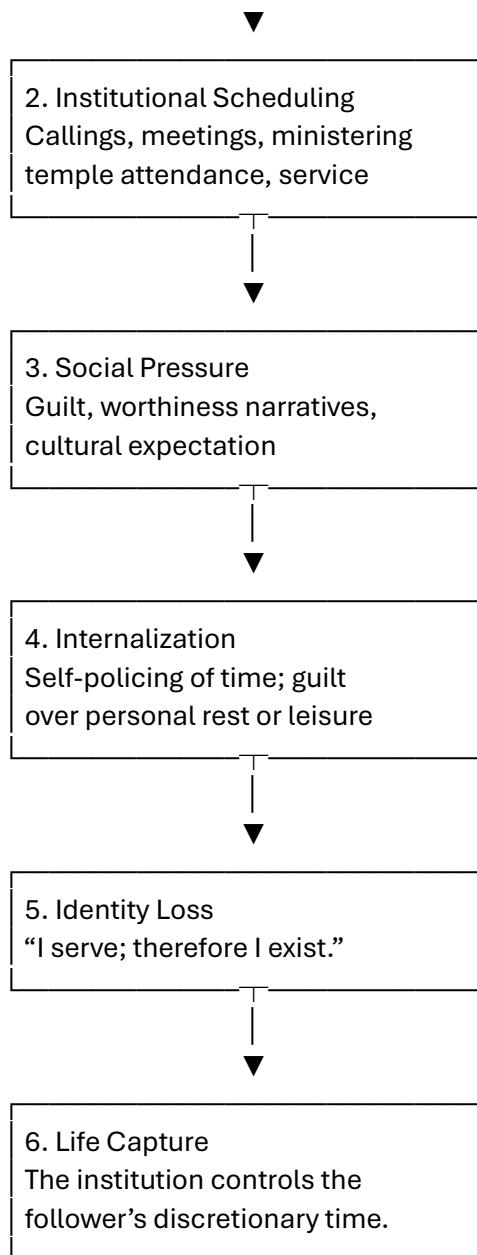 2. Institutional Scheduling
Callings, meetings, ministering
temple attendance, service
3. Social Pressure
Guilt, worthiness narratives,
cultural expectation
4. Internalization
Self-policing of time; guilt
over personal rest or leisure
5. Identity Loss
“I serve; therefore I exist.”
6. Life Capture
The institution controls the
follower’s discretionary time.